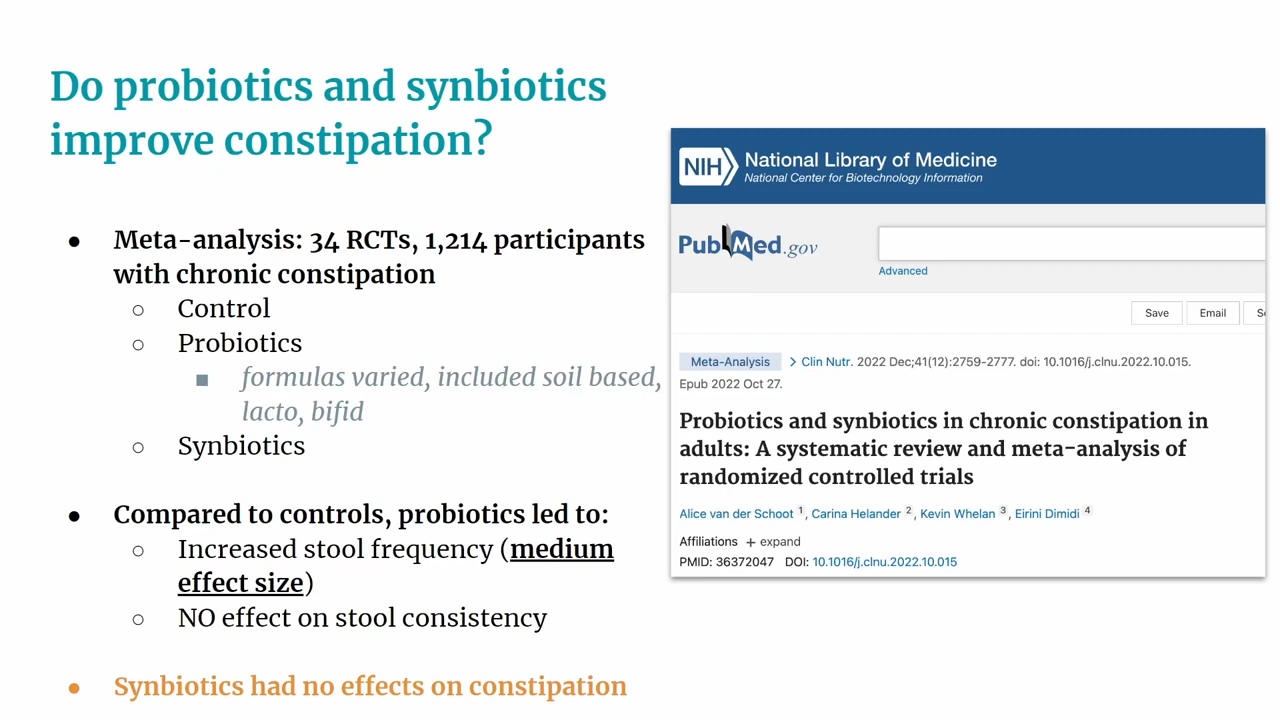 Do probiotics and synbiotics
improve constipation?
● Meta-analysis: 34 RCTs, 1,214 participants
with chronic constipation
○ Control
○ Probiotics
■ formulas varied, included soil based,
lacto, bifid
○ Synbiotics
● Compared to controls, probiotics led to:
○ Increased stool frequency (medium
effect size)
○ NO effect on stool consistency
● Synbiotics had no effects on constipation
NIH National Library of Medicine
National Center for Biotechnology Information
PubMed.gov
Advanced
Save Email
Meta-Analysis > Clin Nutr. 2022 Dec;41(12):2759-2777. doi: 10.1016/j.clnu.2022.10.015.
Epub 2022 Oct 27.
Probiotics and synbiotics in chronic constipation in
adults: A systematic review and meta-analysis of
randomized controlled trials
Alice van der Schoot 1, Carina Helander 2, Kevin Whelan 3, Eirini Dimidi 4
Affiliations + expand
PMID: 36372047 DOI: 10.1016/j.clnu.2022.10.015